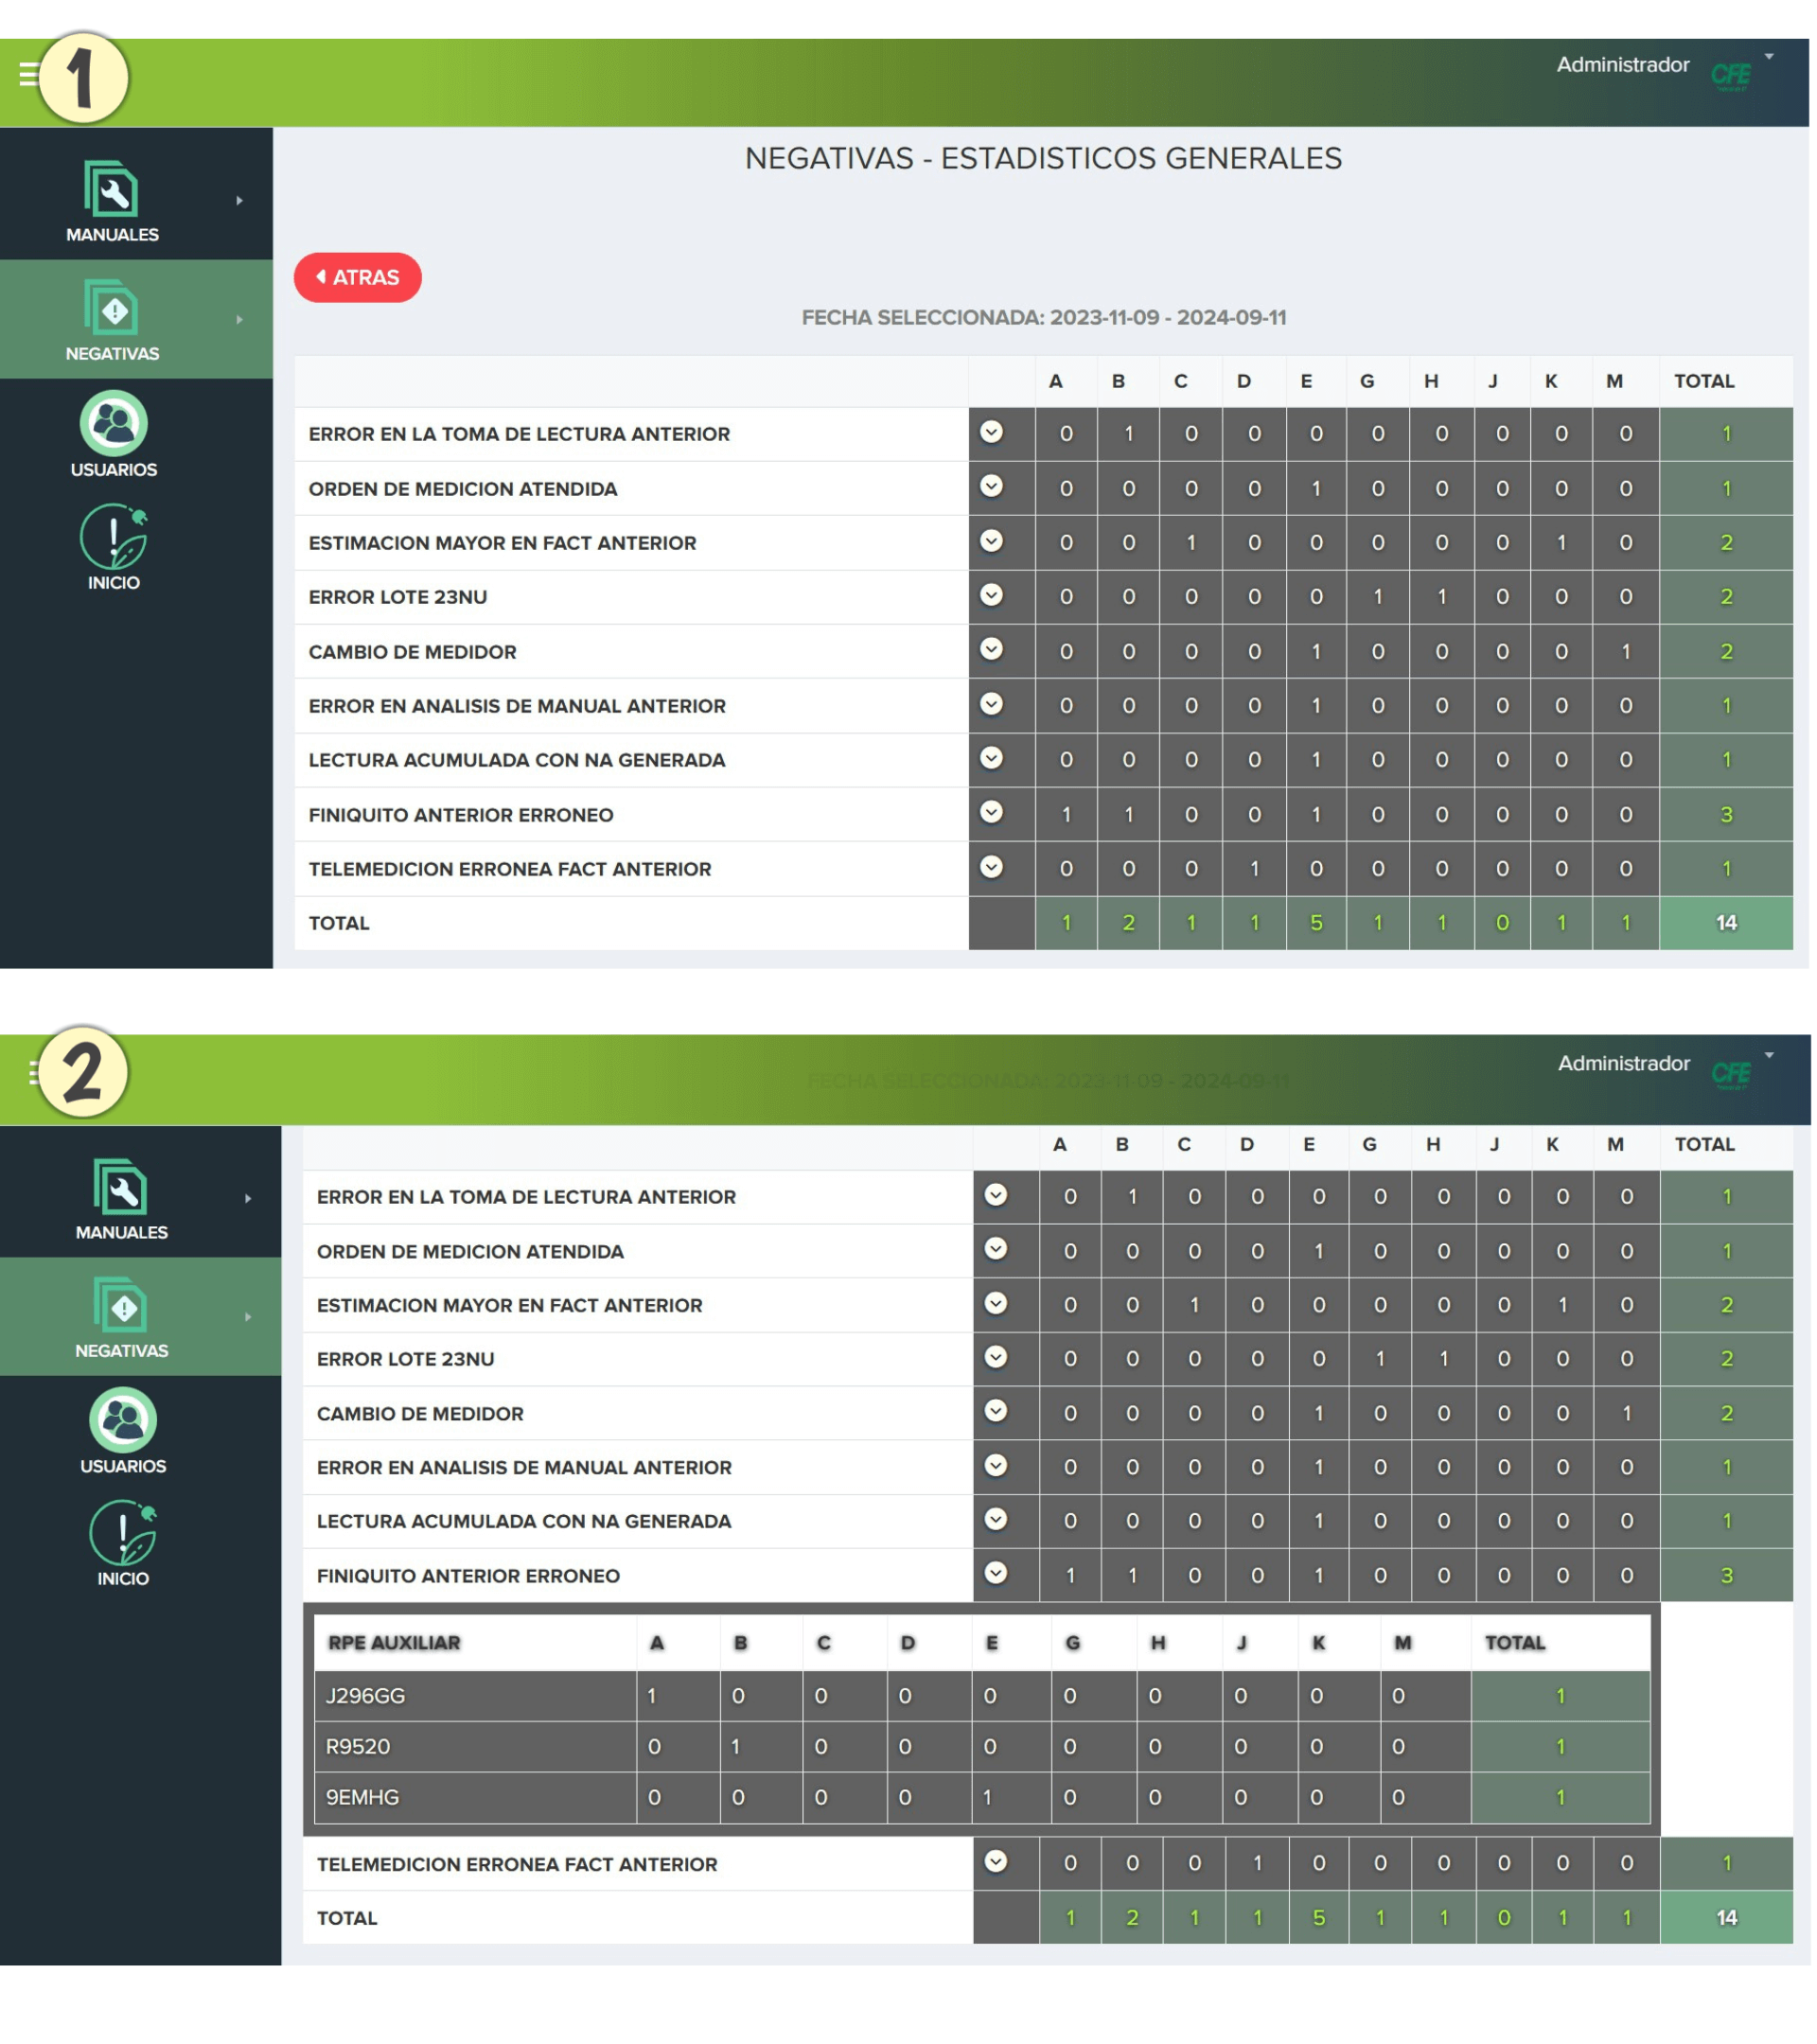 1
Administrador CFE
MANUALES
NEGATIVAS
USUARIOS
INICIO
NEGATIVAS - ESTADISTICOS GENERALES
ATRAS
FECHA SELECCIONADA: 2023-11-09 - 2024-09-11
A B C D E G H J K M TOTAL
ERROR EN LA TOMA DE LECTURA ANTERIOR 0 1 0 0 0 0 0 0 0 0 1
ORDEN DE MEDICION ATENDIDA 0 0 0 0 1 0 0 0 0 0 1
ESTIMACION MAYOR EN FACT ANTERIOR 0 0 1 0 0 0 0 0 1 0 2
ERROR LOTE 23NU 0 0 0 0 0 1 1 0 0 0 2
CAMBIO DE MEDIDOR 0 0 0 0 1 0 0 0 0 1 2
ERROR EN ANALISIS DE MANUAL ANTERIOR 0 0 0 0 1 0 0 0 0 0 1
LECTURA ACUMULADA CON NA GENERADA 0 0 0 0 1 0 0 0 0 0 1
FINIQUITO ANTERIOR ERRONEO 1 1 0 0 1 0 0 0 0 0 3
TELEMEDICION ERRONEA FACT ANTERIOR 0 0 0 1 0 0 0 0 0 0 1
TOTAL 1 2 1 1 5 1 1 0 1 1 14
2
FECHA SELECCIONADA: 2023-11-09 - 2024-09-11
Administrador CFE
MANUALES
NEGATIVAS
USUARIOS
INICIO
A B C D E G H J K M TOTAL
ERROR EN LA TOMA DE LECTURA ANTERIOR 0 1 0 0 0 0 0 0 0 0 1
ORDEN DE MEDICION ATENDIDA 0 0 0 0 1 0 0 0 0 0 1
ESTIMACION MAYOR EN FACT ANTERIOR 0 0 1 0 0 0 0 0 1 0 2
ERROR LOTE 23NU 0 0 0 0 0 1 1 0 0 0 2
CAMBIO DE MEDIDOR 0 0 0 0 1 0 0 0 0 1 2
ERROR EN ANALISIS DE MANUAL ANTERIOR 0 0 0 0 1 0 0 0 0 0 1
LECTURA ACUMULADA CON NA GENERADA 0 0 0 0 1 0 0 0 0 0 1
FINIQUITO ANTERIOR ERRONEO 1 1 0 0 1 0 0 0 0 0 3
RPE AUXILIAR A B C D E G H J K M TOTAL
J296GG 1 0 0 0 0 0 0 0 0 0 1
R9520 0 1 0 0 0 0 0 0 0 0 1
9EMHG 0 0 0 0 1 0 0 0 0 0 1
TELEMEDICION ERRONEA FACT ANTERIOR 0 0 0 1 0 0 0 0 0 0 1
TOTAL 1 2 1 1 5 1 1 0 1 1 14